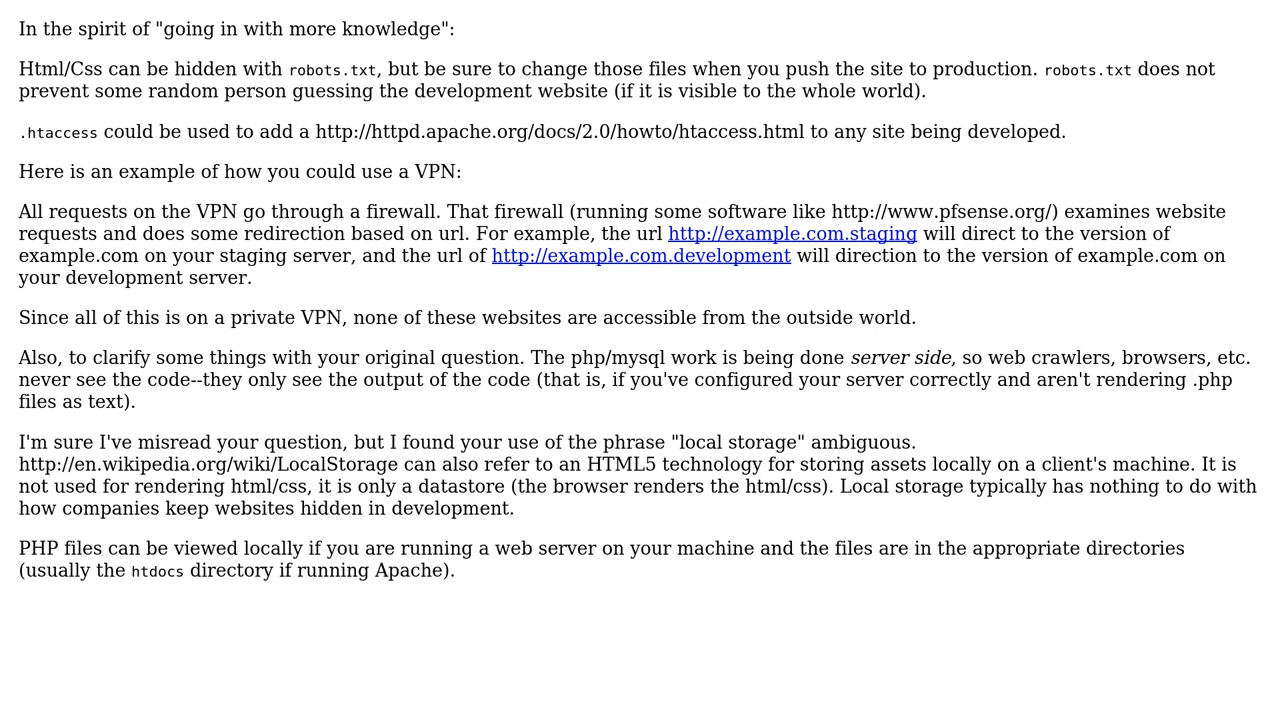 In the spirit of "going in with more knowledge":
Html/Css can be hidden with robots.txt, but be sure to change those files when you push the site to production. robots.txt does not
prevent some random person guessing the development website (if it is visible to the whole world).
.htaccess could be used to add a http://httpd.apache.org/docs/2.0/howto/htaccess.html to any site being developed.
Here is an example of how you could use a VPN:
All requests on the VPN go through a firewall. That firewall (running some software like http://www.pfsense.org/) examines website
requests and does some redirection based on url. For example, the url http://example.com.staging will direct to the version of
example.com on your staging server, and the url of http://example.com.development will direction to the version of example.com on
your development server.
Since all of this is on a private VPN, none of these websites are accessible from the outside world.
Also, to clarify some things with your original question. The php/mysql work is being done server side, so web crawlers, browsers, etc.
never see the code--they only see the output of the code (that is, if you've configured your server correctly and aren't rendering .php
files as text).
I'm sure I've misread your question, but I found your use of the phrase "local storage" ambiguous.
http://en.wikipedia.org/wiki/LocalStorage can also refer to an HTML5 technology for storing assets locally on a client's machine. It is
not used for rendering html/css, it is only a datastore (the browser renders the html/css). Local storage typically has nothing to do with
how companies keep websites hidden in development.
PHP files can be viewed locally if you are running a web server on your machine and the files are in the appropriate directories
(usually the htdocs directory if running Apache).